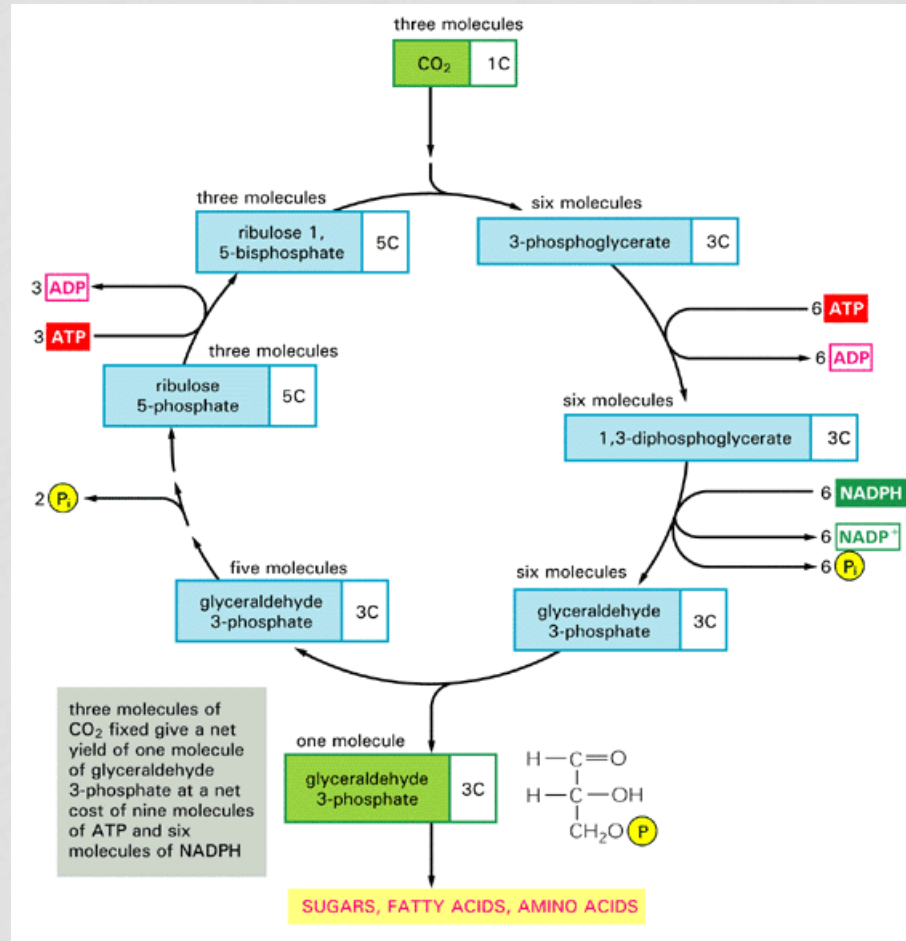 three molecules
CO₂ 1C
three molecules
ribulose 1,
5-bisphosphate
5C
six molecules
3-phosphoglycerate 3C
3 ADP
3 ATP
6 ATP
6 ADP
three molecules
ribulose
5-phosphate
5C
six molecules
1,3-diphosphoglycerate 3C
2 Pi
6 NADPH
6 NADP⁺
6 Pi
five molecules
glyceraldehyde
3-phosphate
3C
six molecules
glyceraldehyde
3-phosphate
3C
three molecules of
CO₂ fixed give a net
yield of one molecule
of glyceraldehyde
3-phosphate at a net
cost of nine molecules
of ATP and six
molecules of NADPH
one molecule
glyceraldehyde
3-phosphate
3C
H—C=O
H—C—OH
CH₂O P
SUGARS, FATTY ACIDS, AMINO ACIDS